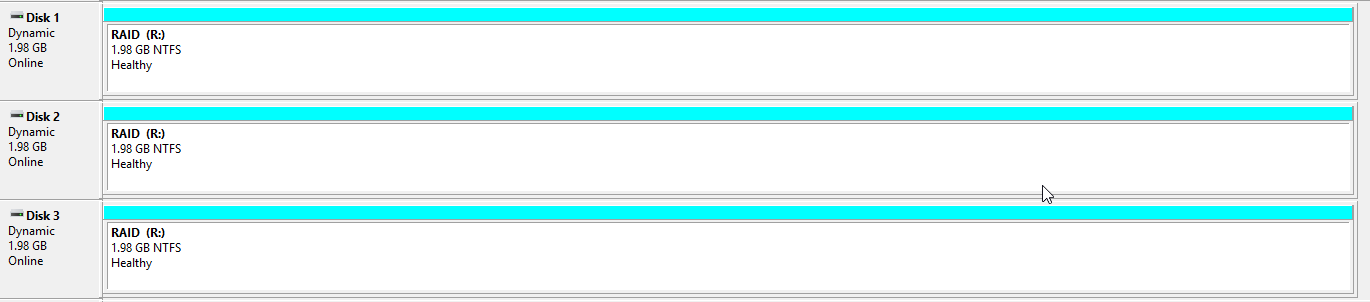 Disk 1
Dynamic
1.98 GB
Online
RAID (R:)
1.98 GB NTFS
Healthy
Disk 2
Dynamic
1.98 GB
Online
RAID (R:)
1.98 GB NTFS
Healthy
Disk 3
Dynamic
1.98 GB
Online
RAID (R:)
1.98 GB NTFS
Healthy